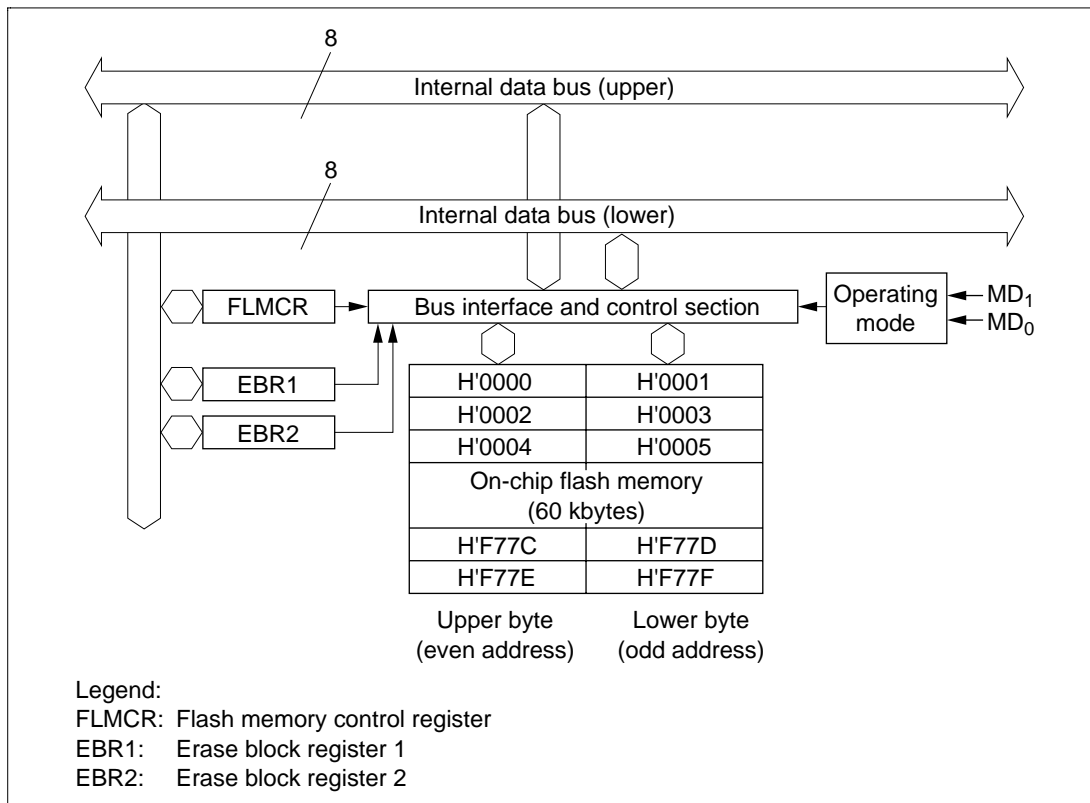 8
Internal data bus (upper)
8
Internal data bus (lower)
FLMCR
Bus interface and control section
Operating
mode
MD1
MD0
EBR1
EBR2
H'0000 H'0001
H'0002 H'0003
H'0004 H'0005
On-chip flash memory
(60 kbytes)
H'F77C H'F77D
H'F77E H'F77F
Upper byte Lower byte
(even address) (odd address)
Legend:
FLMCR: Flash memory control register
EBR1: Erase block register 1
EBR2: Erase block register 2